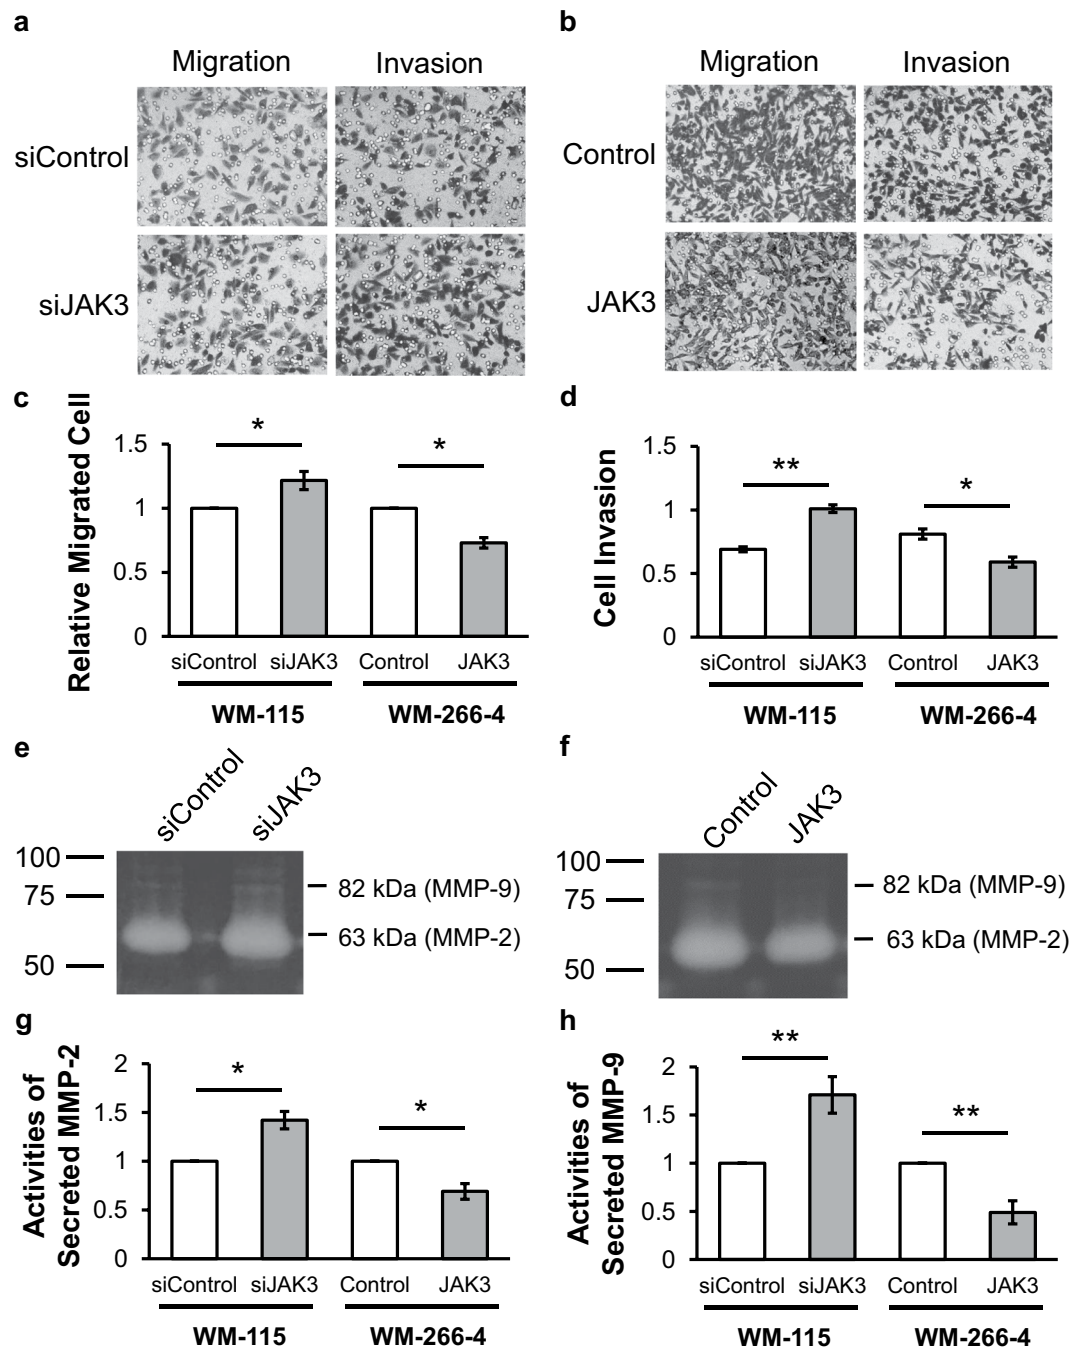 a
b
Migration
Invasion
Migration
Invasion
siControl
Control
siJAK3
JAK3
c
Relative Migrated Cell
1.5
1
0.5
0
*
*
siControl siJAK3 Control JAK3
WM-115 WM-266-4
d
Cell Invasion
1.5
1
0.5
0
**
*
siControl siJAK3 Control JAK3
WM-115 WM-266-4
e
siControl
siJAK3
100
75
50
82 kDa (MMP-9)
63 kDa (MMP-2)
f
Control
JAK3
100
75
50
82 kDa (MMP-9)
63 kDa (MMP-2)
g
Activities of
Secreted MMP-2
2
1.5
1
0.5
0
*
*
siControl siJAK3 Control JAK3
WM-115 WM-266-4
h
Activities of
Secreted MMP-9
2
1.5
1
0.5
0
**
**
siControl siJAK3 Control JAK3
WM-115 WM-266-4